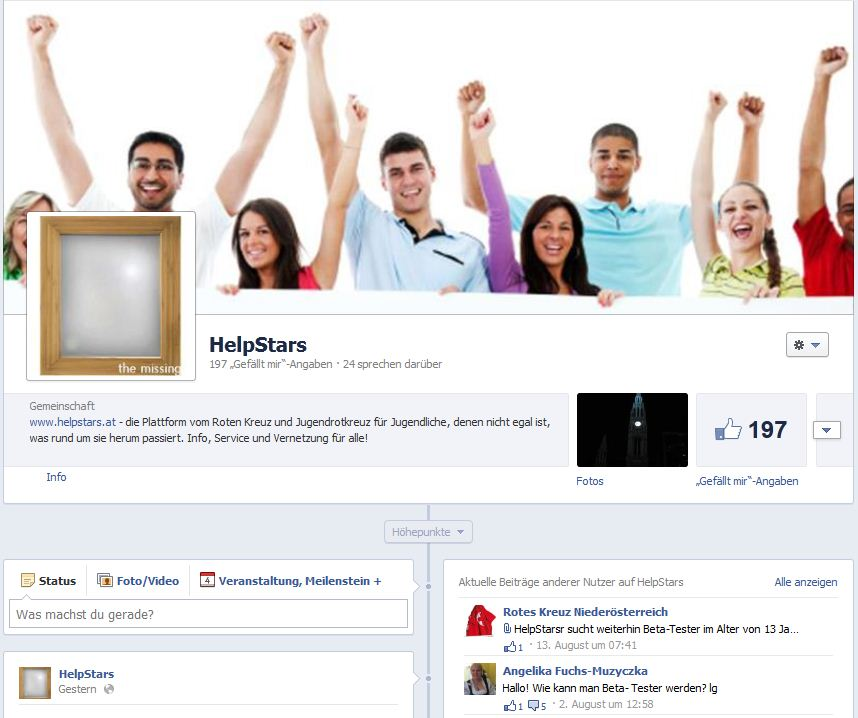 the missing
HelpStars
197 „Gefällt mir“-Angaben · 24 sprechen darüber
Gemeinschaft
www.helpstars.at - die Plattform vom Roten Kreuz und Jugendrotkreuz für Jugendliche, denen nicht egal ist,
was rund um sie herum passiert. Info, Service und Vernetzung für alle!
Info
197
Fotos
„Gefällt mir“-Angaben
Höhepunkte
Status
Foto/Video
4
Veranstaltung, Meilenstein +
Was machst du gerade?
HelpStars
Gestern
Aktuelle Beiträge anderer Nutzer auf HelpStars
Alle anzeigen
Rotes Kreuz Niederösterreich
HelpStarsr sucht weiterhin Beta-Tester im Alter von 13 Ja...
1 · 13. August um 07:41
Angelika Fuchs-Muzyczka
Hallo! Wie kann man Beta- Tester werden? lg
1 5 · 2. August um 12:58